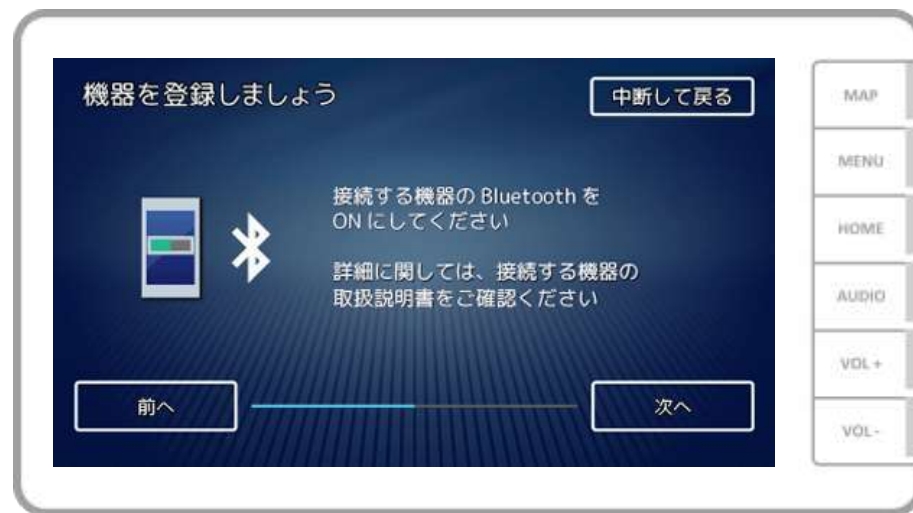 機器を登録しましょう
中断して戻る
接続する機器の Bluetooth を
ON にしてください
詳細に関しては、接続する機器の
取扱説明書をご確認ください
前へ
次へ
MAP
MENU
HOME
AUDIO
VOL +
VOL -